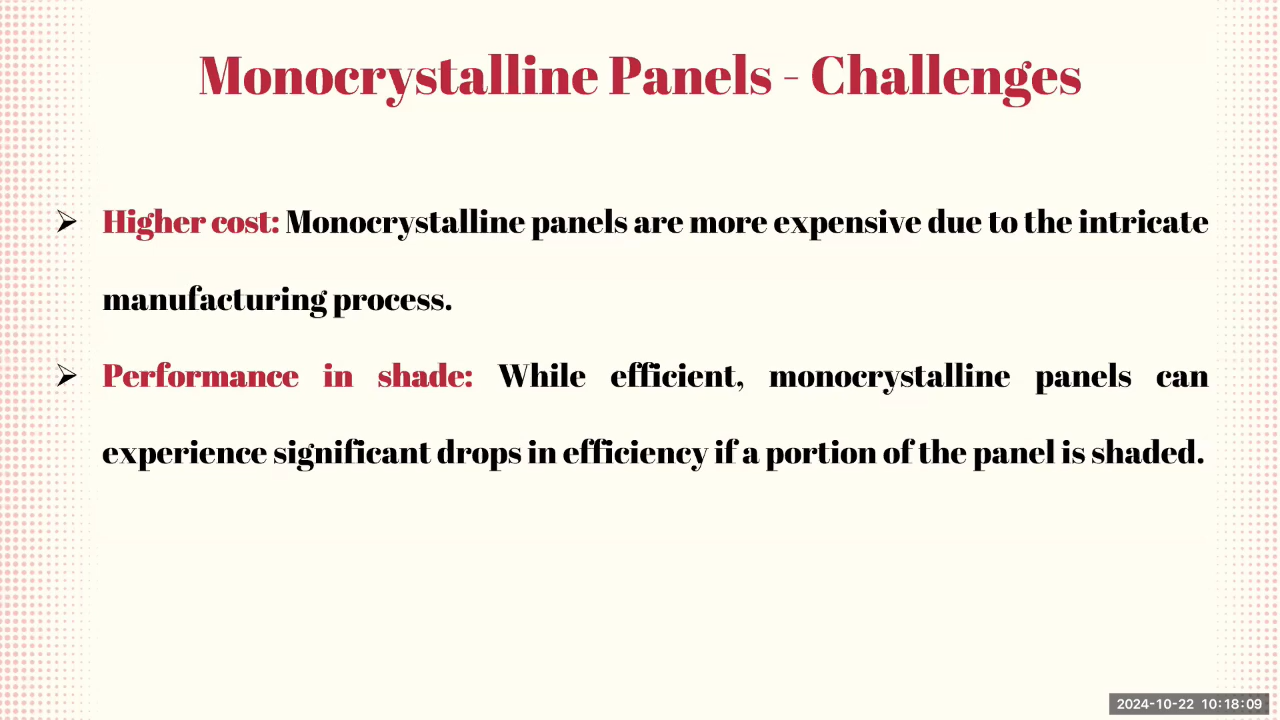 Monocrystalline Panels - Challenges
➢ Higher cost: Monocrystalline panels are more expensive due to the intricate
manufacturing process.
➢ Performance in shade: While efficient, monocrystalline panels can
experience significant drops in efficiency if a portion of the panel is shaded.
2024-10-22 10:18:09